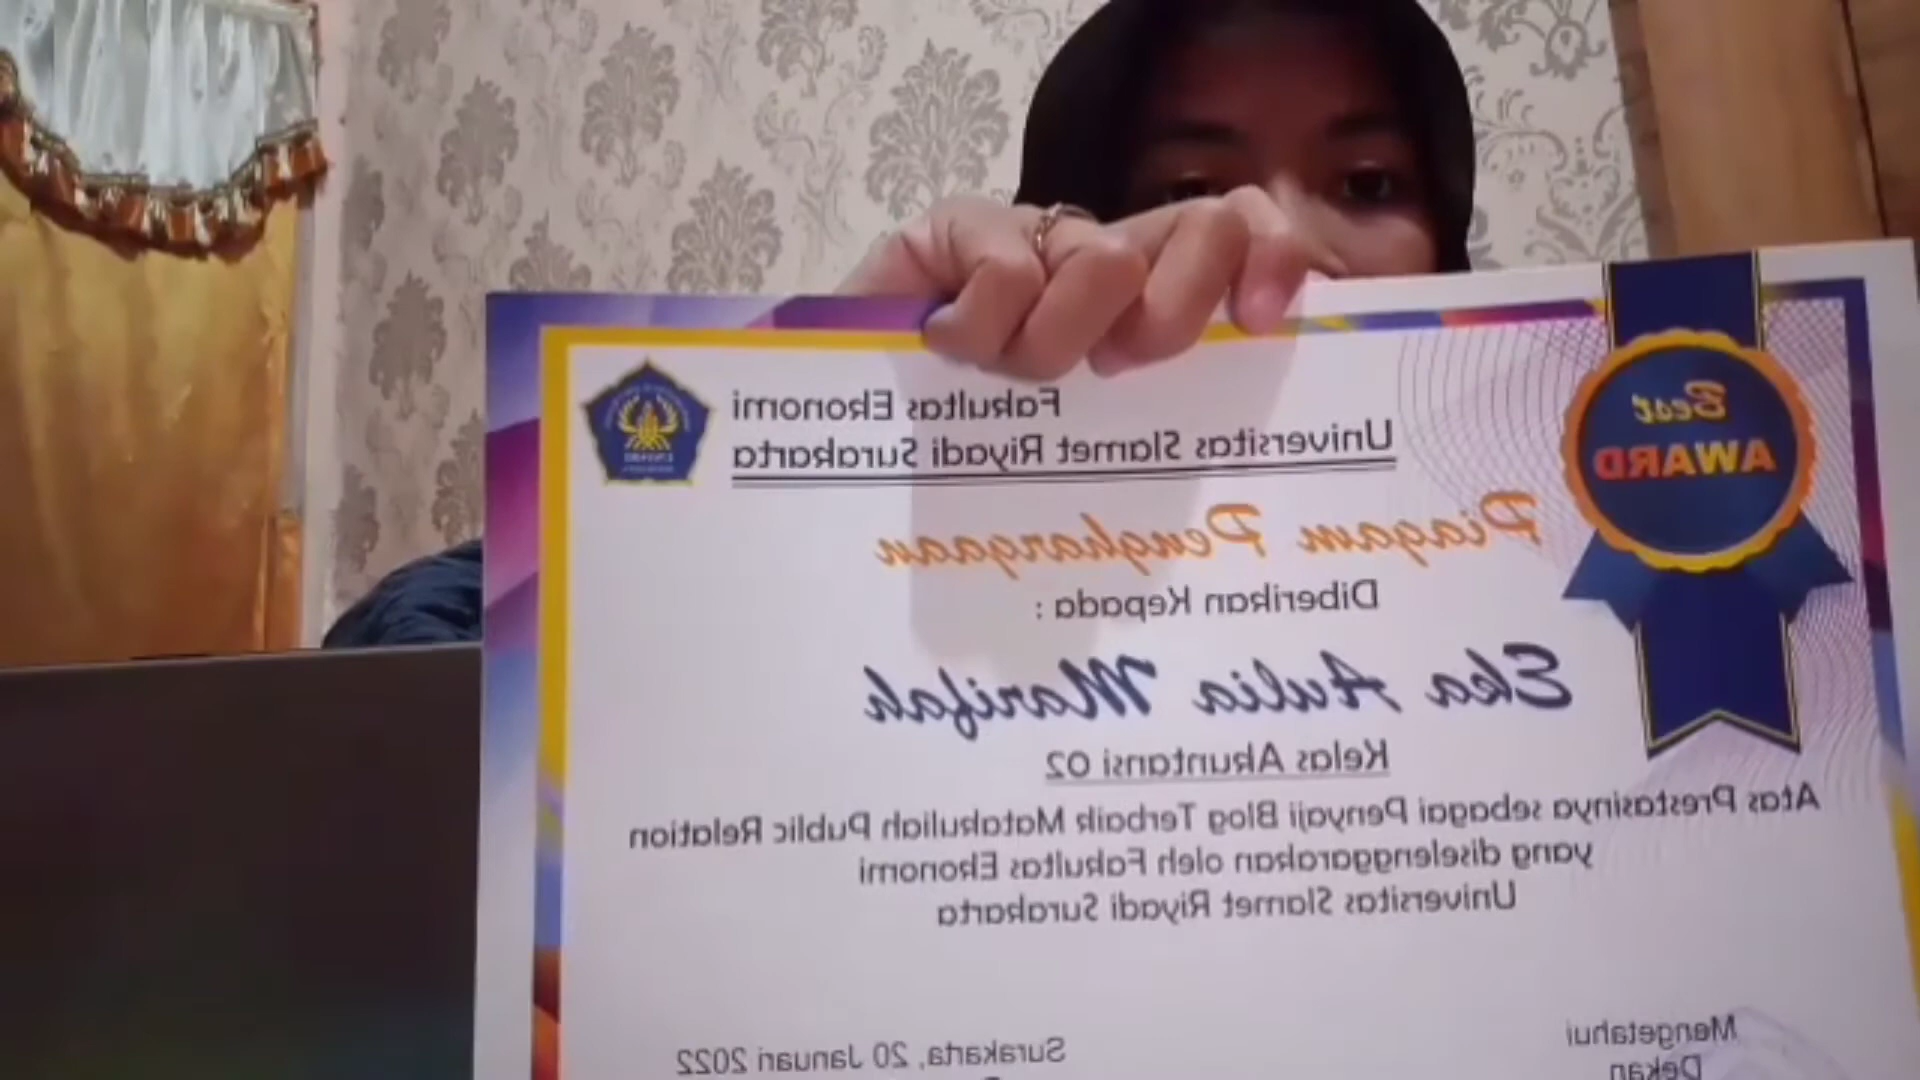 Fakultas Ekonomi
Universitas Slamet Riyadi Surakarta
Best
AWARD
Piagam Penghargaan
Diberikan Kepada :
Eka Aulia Marifah
Kelas Akuntansi 02
Atas Prestasinya sebagai Penyaji Blog Terbaik Matakuliah Public Relation
yang diselenggarakan oleh Fakultas Ekonomi
Universitas Slamet Riyadi Surakarta
Mengetahui
Dekan
Surakarta, 20 Januari 2022